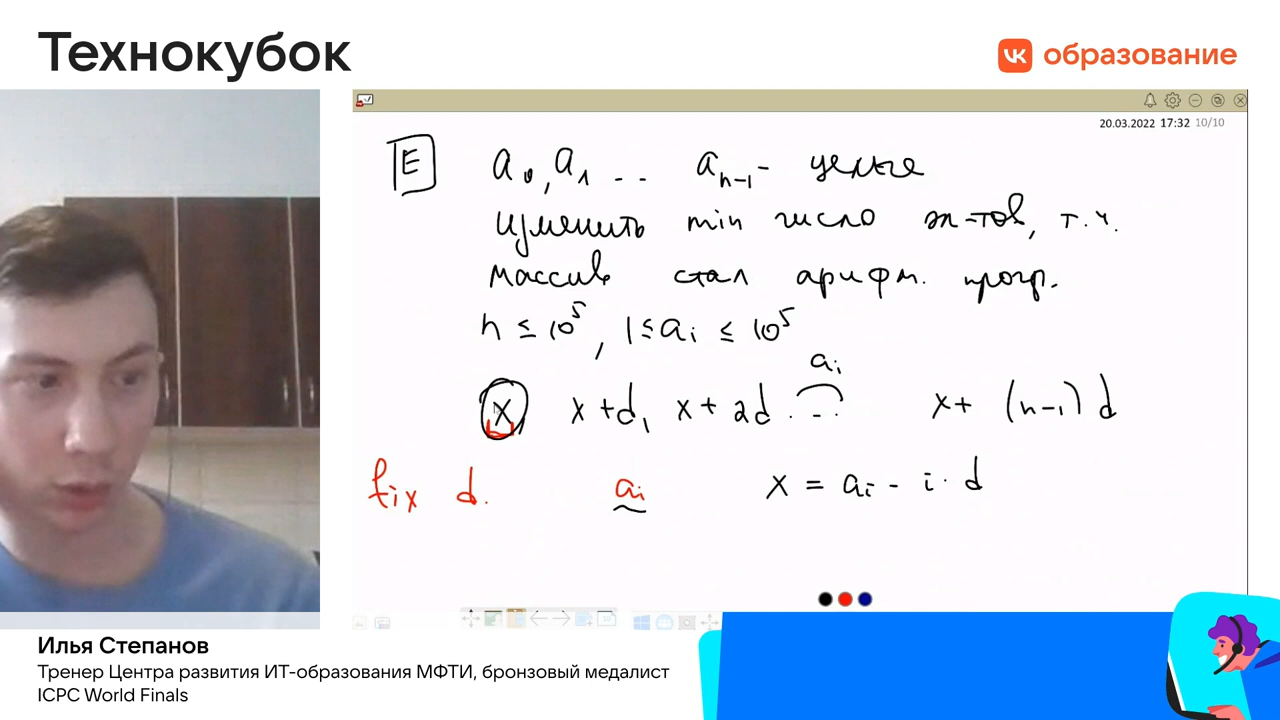 Технокубок
образование
20.03.2022 17:32 10/10
E a₀, a₁ .. aₙ₋₁ - целые
изменить min число эл-тов, т.ч.
массив стал арифм. прогр.
n ≤ 10⁵, 1 ≤ aᵢ ≤ 10⁵
aᵢ
x x+d, x+2d ... x+ (n-1)d
fix d. aᵢ x = aᵢ - i·d
Илья Степанов
Тренер Центра развития ИТ-образования МФТИ, бронзовый медалист
ICPC World Finals